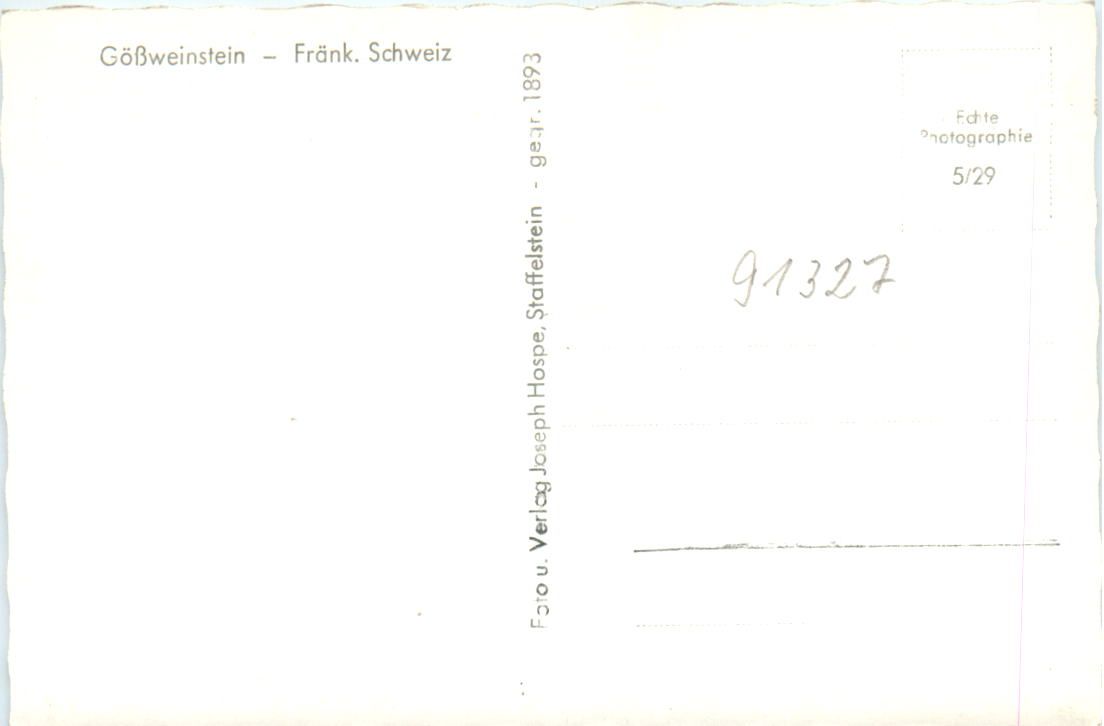 Gößweinstein – Fränk. Schweiz
Foto u. Verlag Joseph Hospe, Staffelstein - gegr. 1893
Echte
Photographie
5/29
91327